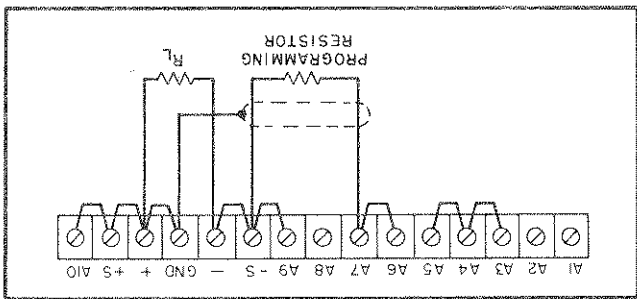 A1 A2 A3 A4 A5 A6 A7 A8 A9 -S — GND + +S A10
PROGRAMMING
RESISTOR
RL